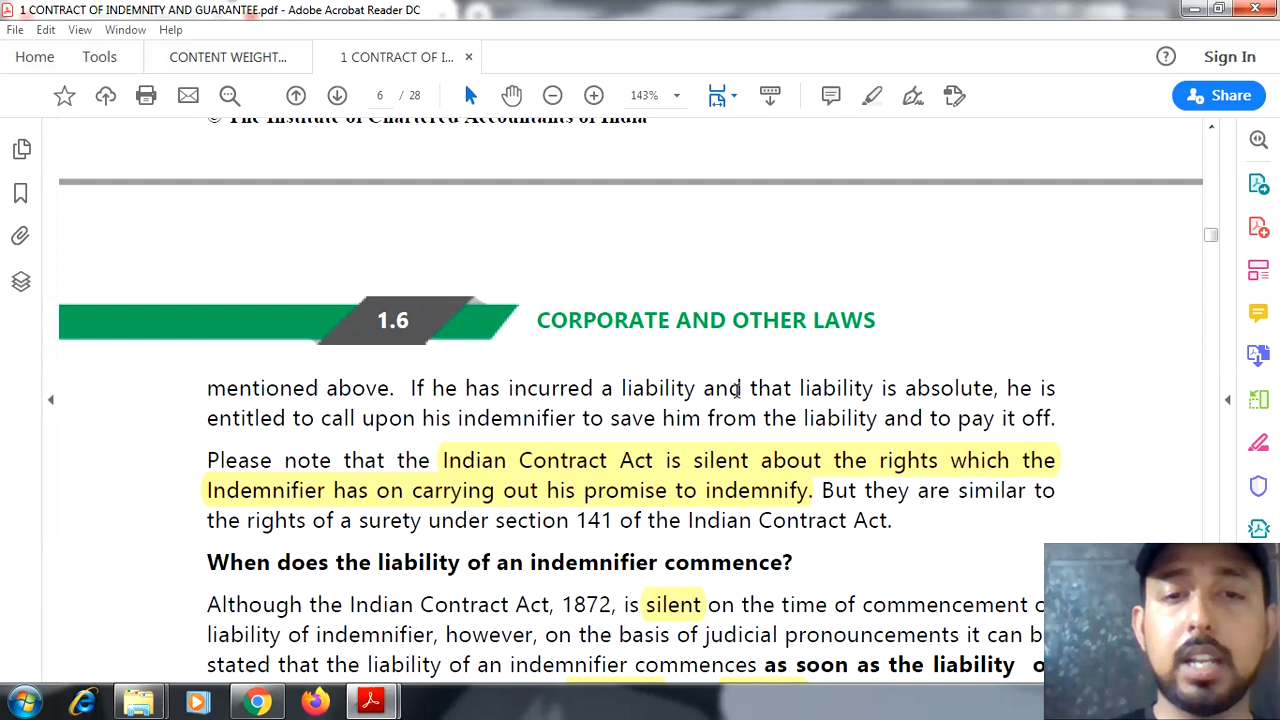 1 CONTRACT OF INDEMNITY AND GUARANTEE.pdf - Adobe Acrobat Reader DC
File Edit View Window Help
Home Tools CONTENT WEIGHT... 1 CONTRACT OF I... × Sign In
6 / 28 143% Share
© The Institute of Chartered Accountants of India
1.6 CORPORATE AND OTHER LAWS
mentioned above. If he has incurred a liability and that liability is absolute, he is
entitled to call upon his indemnifier to save him from the liability and to pay it off.
Please note that the Indian Contract Act is silent about the rights which the
Indemnifier has on carrying out his promise to indemnify. But they are similar to
the rights of a surety under section 141 of the Indian Contract Act.
When does the liability of an indemnifier commence?
Although the Indian Contract Act, 1872, is silent on the time of commencement
liability of indemnifier, however, on the basis of judicial pronouncements it can
stated that the liability of an indemnifier commences as soon as the liability